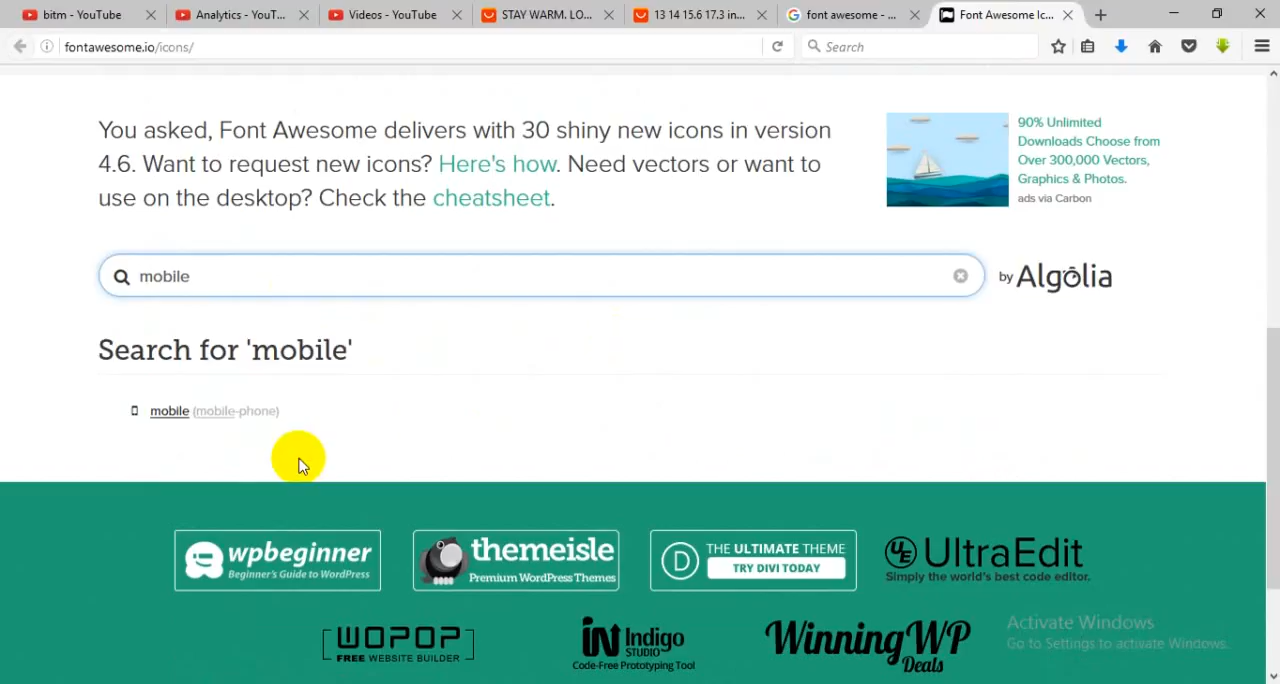 bitm - YouTube
Analytics - YouT...
Videos - YouTube
STAY WARM. LO...
13 14 15.6 17.3 in...
font awesome - ...
Font Awesome Ic...
fontawesome.io/icons/
Search
You asked, Font Awesome delivers with 30 shiny new icons in version
4.6. Want to request new icons? Here's how. Need vectors or want to
use on the desktop? Check the cheatsheet.
90% Unlimited
Downloads Choose from
Over 300,000 Vectors,
Graphics & Photos.
ads via Carbon
mobile
by Algolia
Search for 'mobile'
mobile (mobile-phone)
wpbeginner
Beginner's Guide to WordPress
themeisle
Premium WordPress Themes
D
THE ULTIMATE THEME
TRY DIVI TODAY
UE UltraEdit
Simply the world's best code editor.
WOPOP
FREE WEBSITE BUILDER
IN Indigo
STUDIO
Code-Free Prototyping Tool
WinningWP
Deals
Activate Windows
Go to Settings to activate Windows.